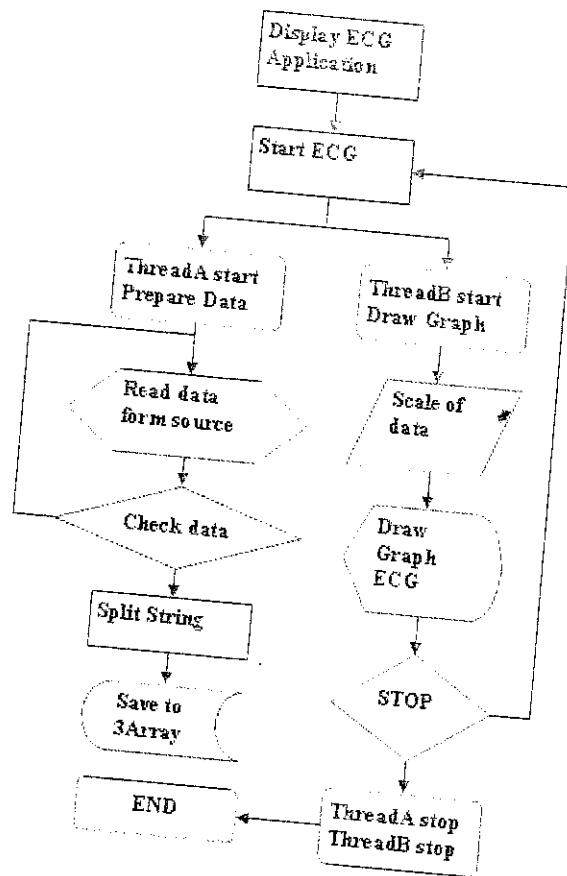 Display ECG
Application
Start ECG
ThreadA start
Prepare Data
Read data
form source
Check data
Split String
Save to
3Array
END
ThreadB start
Draw Graph
Scale of
data
Draw
Graph
ECG
STOP
ThreadA stop
ThreadB stop